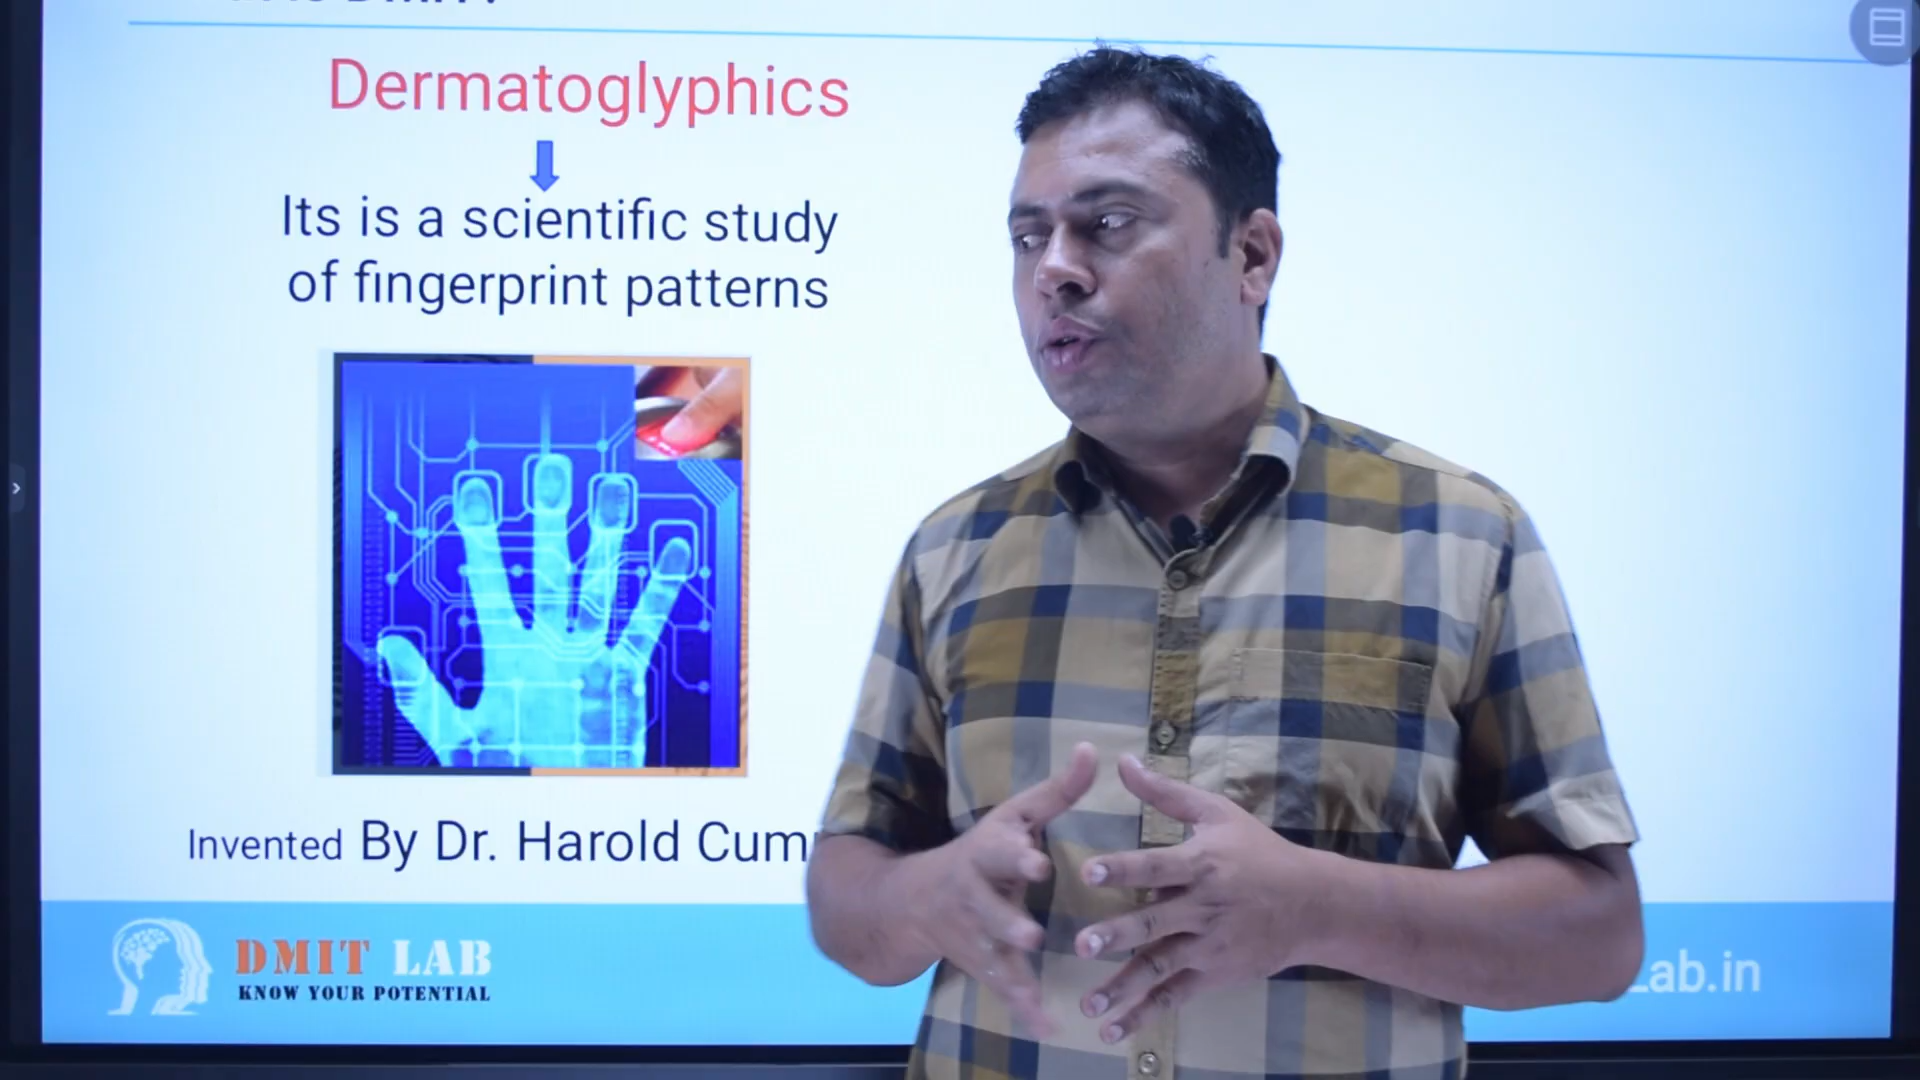 Dermatoglyphics
Its is a scientific study
of fingerprint patterns
Invented By Dr. Harold Cum
DMIT LAB
KNOW YOUR POTENTIAL
Lab.in